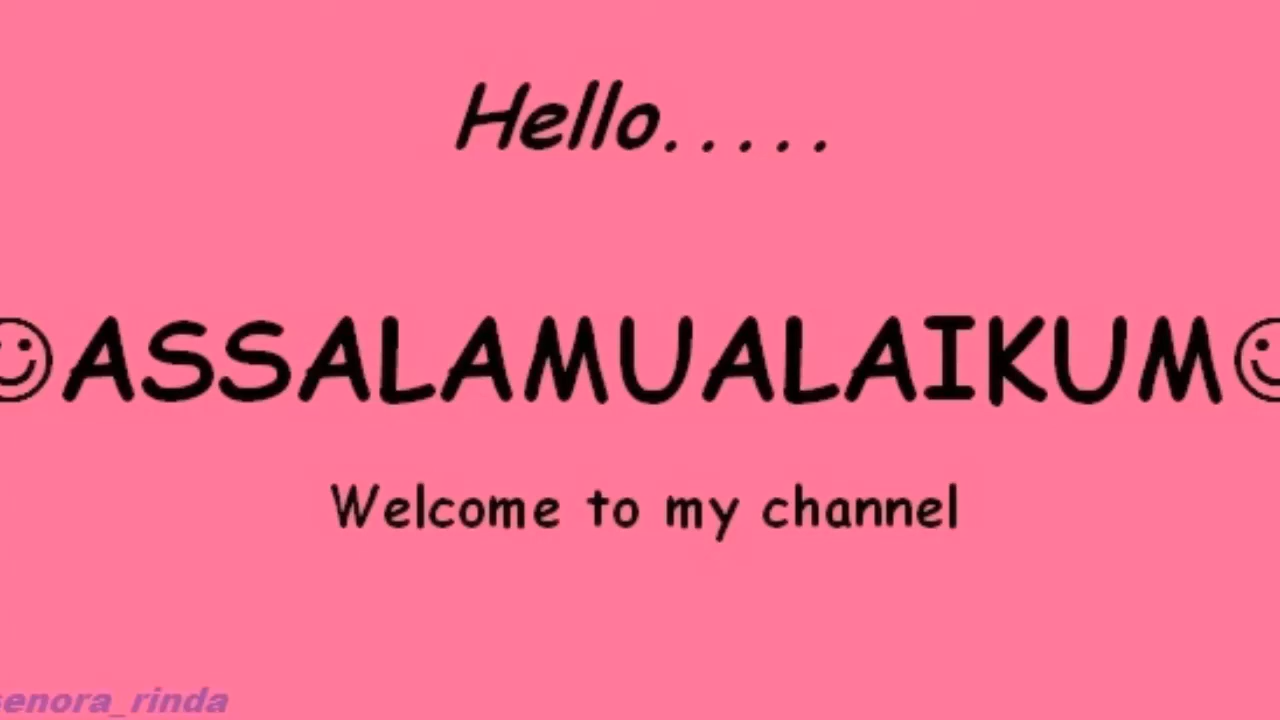 Hello.....
☺ASSALAMUALAIKUM☺
Welcome to my channel
senora_rinda